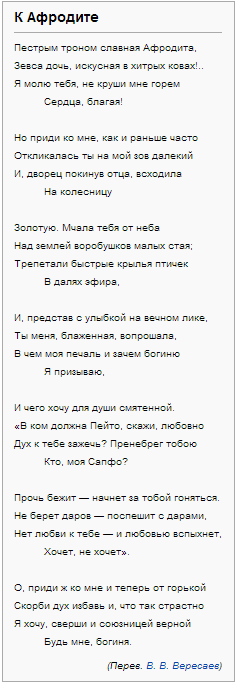 К Афродите
Пестрым троном славная Афродита,
Зевса дочь, искусная в хитрых ковах!..
Я молю тебя, не круши мне горем
Сердца, благая!
Но приди ко мне, как и раньше часто
Откликалась ты на мой зов далекий
И, дворец покинув отца, всходила
На колесницу
Золотую. Мчала тебя от неба
Над землей воробушков малых стая;
Трепетали быстрые крылья птичек
В далях эфира,
И, представ с улыбкой на вечном лике,
Ты меня, блаженная, вопрошала,
В чем моя печаль и зачем богиню
Я призываю,
И чего хочу для души смятенной.
«В ком должна Пейто, скажи, любовно
Дух к тебе зажечь? Пренебрег тобою
Кто, моя Сапфо?
Прочь бежит — начнет за тобой гоняться.
Не берет даров — поспешит с дарами,
Нет любви к тебе — и любовью вспыхнет,
Хочет, не хочет».
О, приди ж ко мне и теперь от горькой
Скорби дух избавь и, что так страстно
Я хочу, сверши и союзницей верной
Будь мне, богиня.
(Перев. В. В. Вересаев)